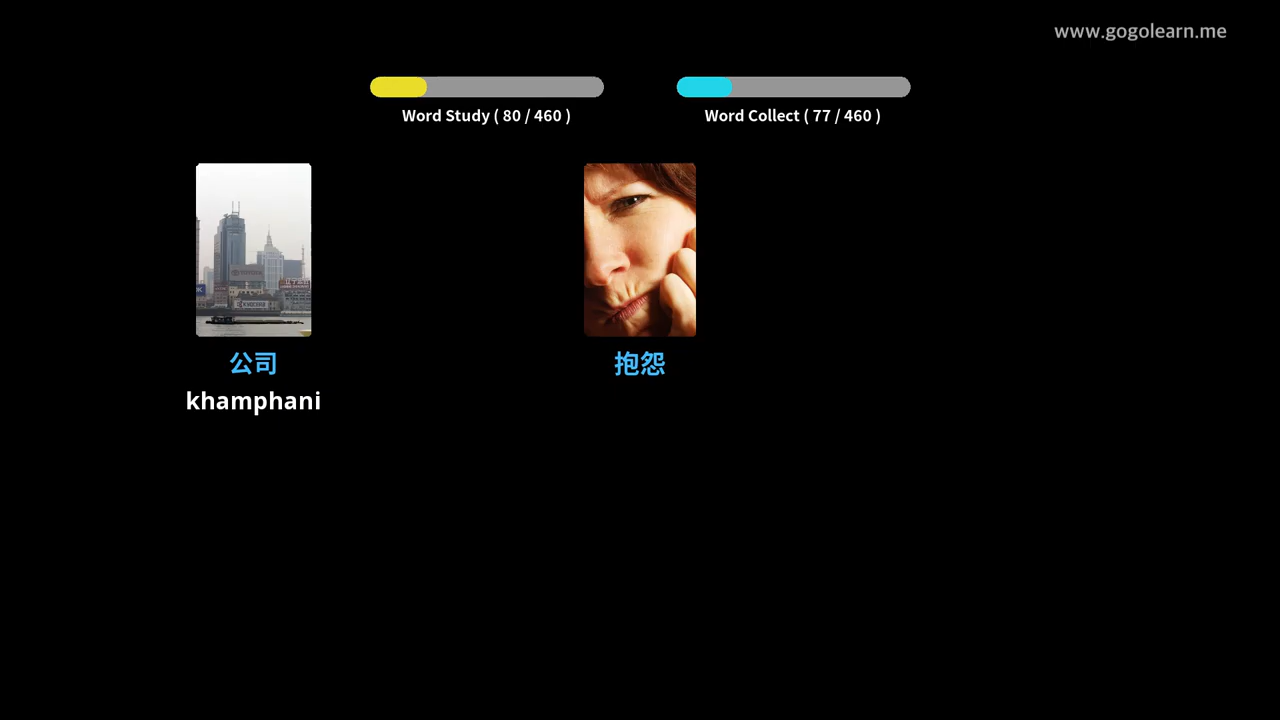 www.gogolearn.me
Word Study ( 80 / 460 )
Word Collect ( 77 / 460 )
公司
抱怨
khamphani